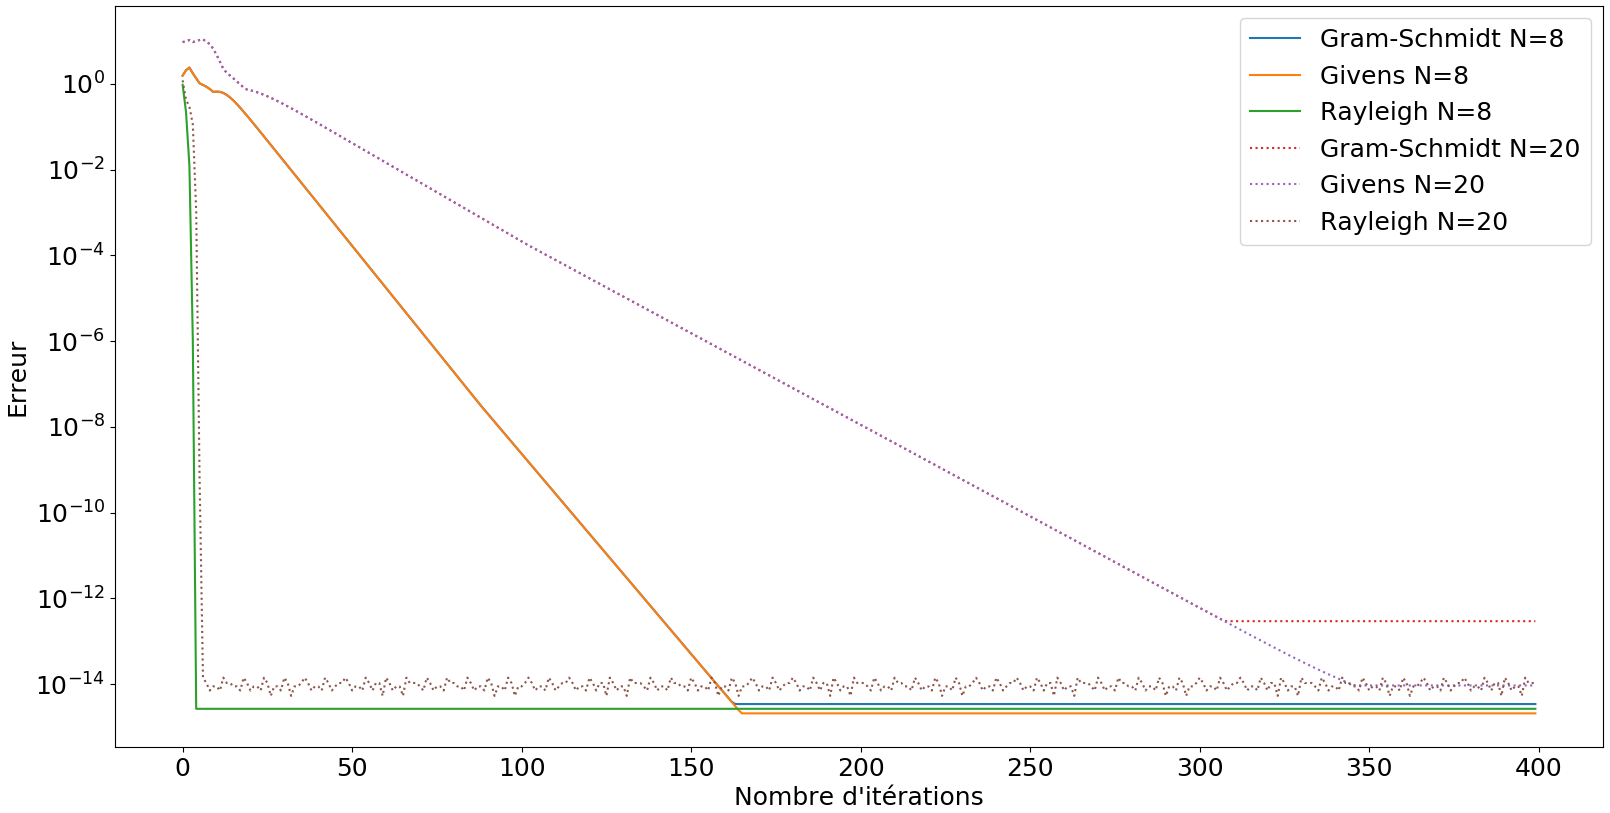 Gram-Schmidt N=8
Givens N=8
Rayleigh N=8
Gram-Schmidt N=20
Givens N=20
Rayleigh N=20
Erreur
10⁰
10⁻²
10⁻⁴
10⁻⁶
10⁻⁸
10⁻¹⁰
10⁻¹²
10⁻¹⁴
0 50 100 150 200 250 300 350 400
Nombre d'itérations